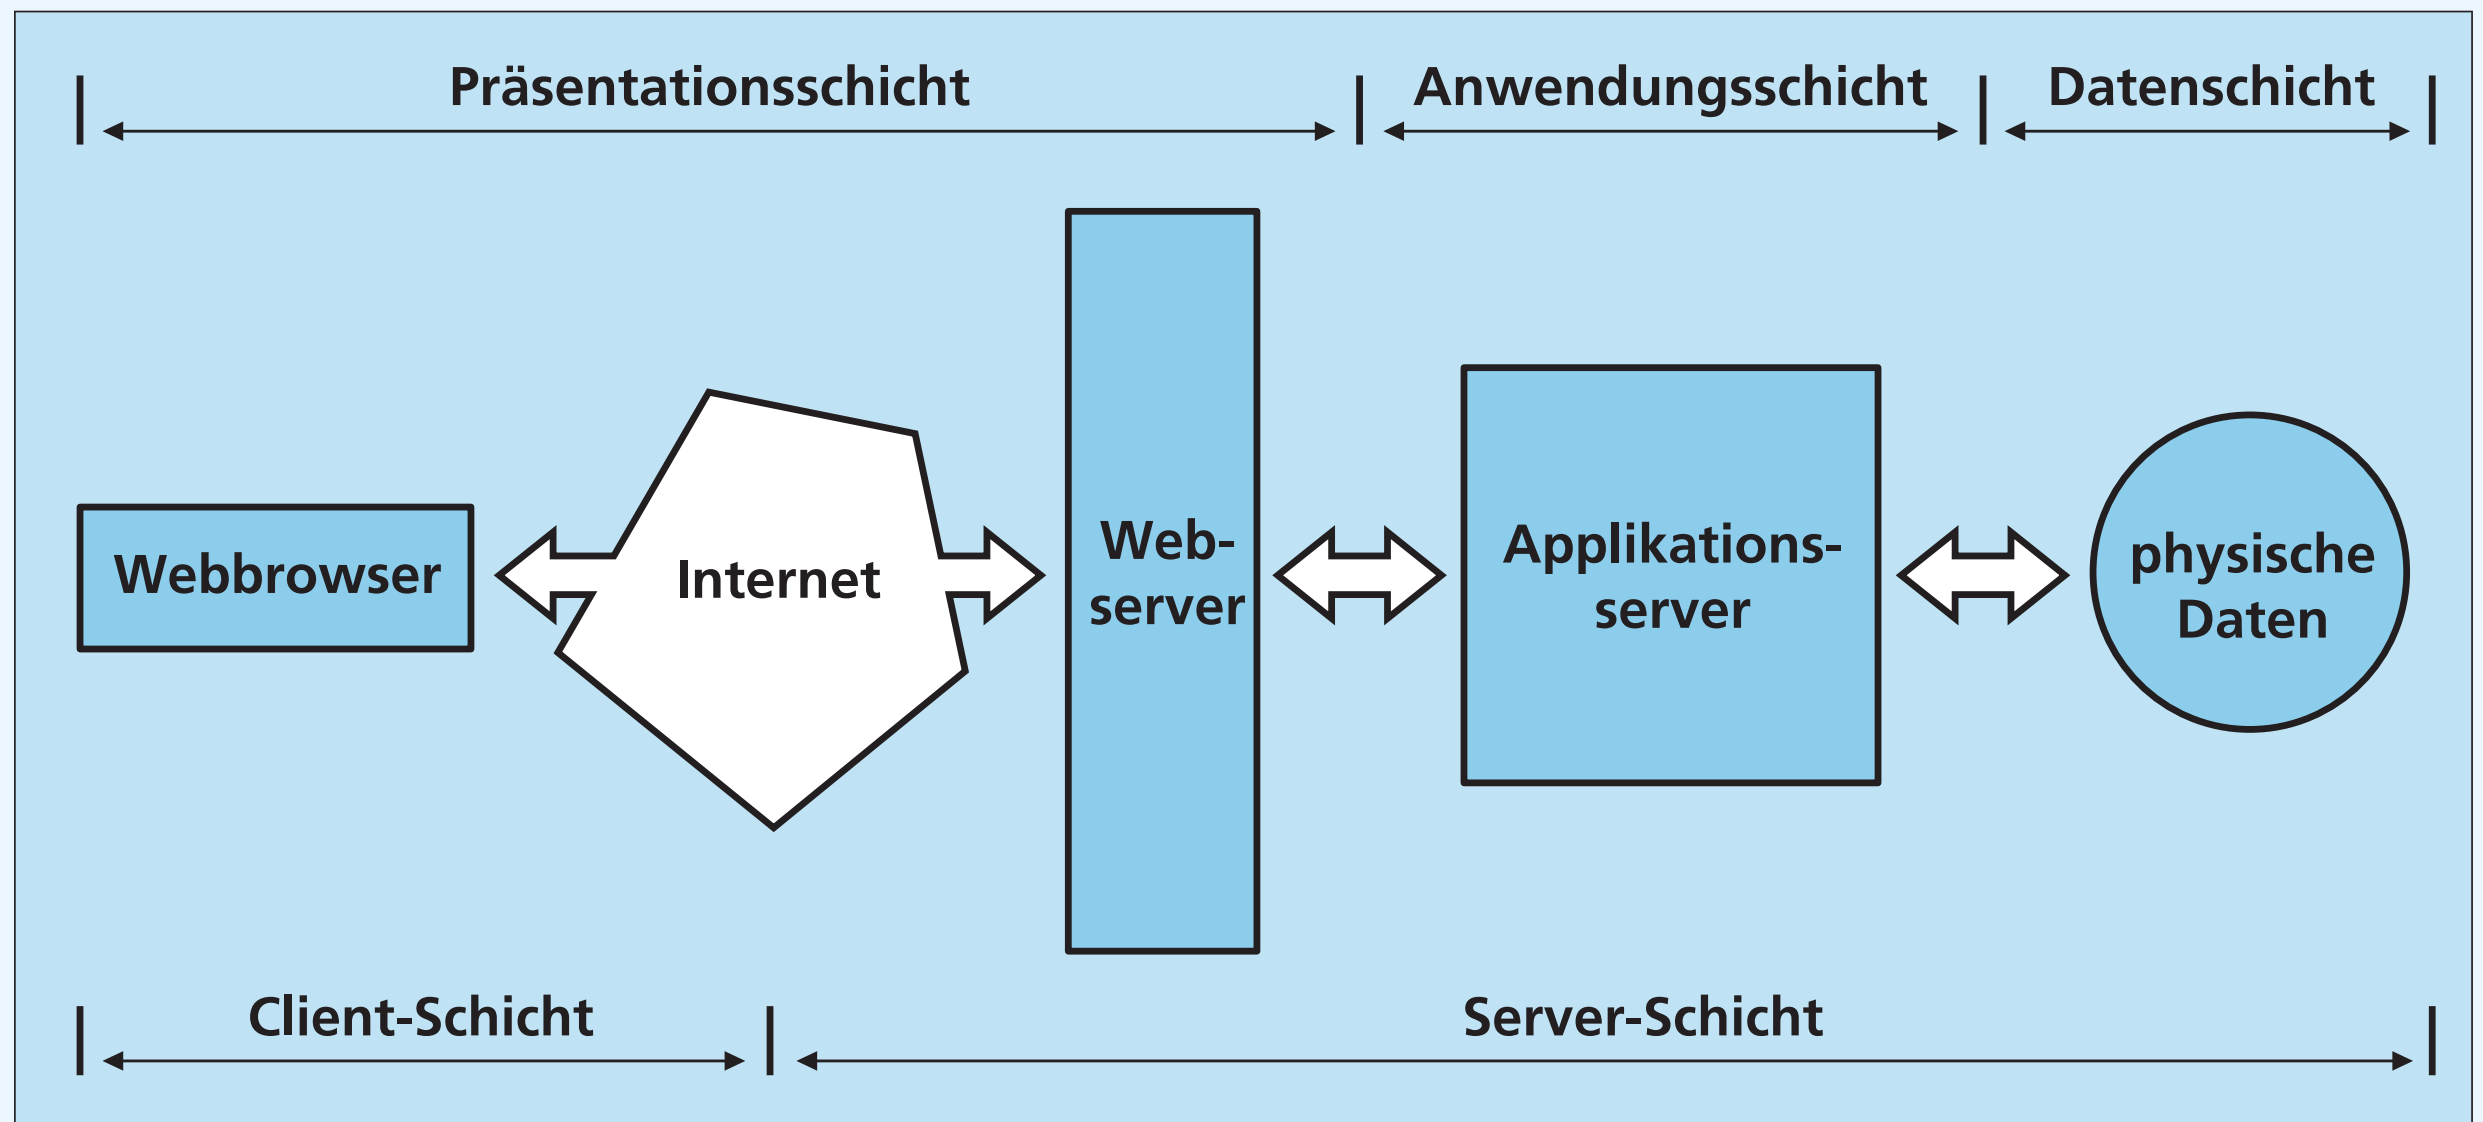 Präsentationsschicht
Anwendungsschicht
Datenschicht
Webbrowser
Internet
Web-
server
Applikations-
server
physische
Daten
Client-Schicht
Server-Schicht